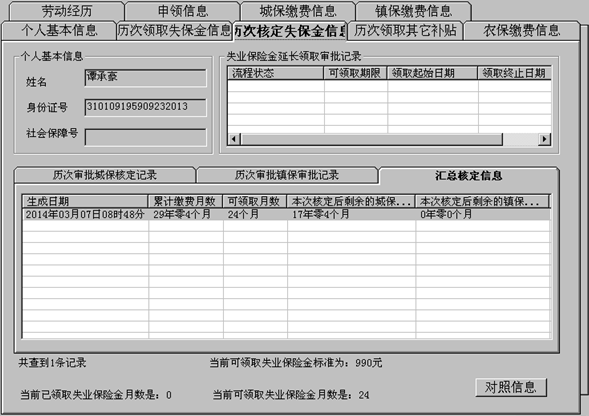 劳动经历 申领信息 城保缴费信息 镇保缴费信息
个人基本信息 历次领取失保金信息 历次核定失保金信息 历次领取其它补贴 农保缴费信息
个人基本信息 失业保险金延长领取审批记录
姓名 谭承豪
流程状态 可领取期限 领取起始日期 领取终止日期
身份证号 310109195909232013
社会保障号
历次审批城保核定记录 历次审批镇保审批记录 汇总核定信息
生成日期 累计缴费月数 可领取月数 本次核定后剩余的城保... 本次核定后剩余的镇保...
2014年03月07日08时48分 29年零4个月 24个月 17年零4个月 0年零0个月
共查到1条记录 当前可领取失业保险金标准为：990元
当前已领取失业保险金月数是：0 当前可领取失业保险金月数是：24 对照信息